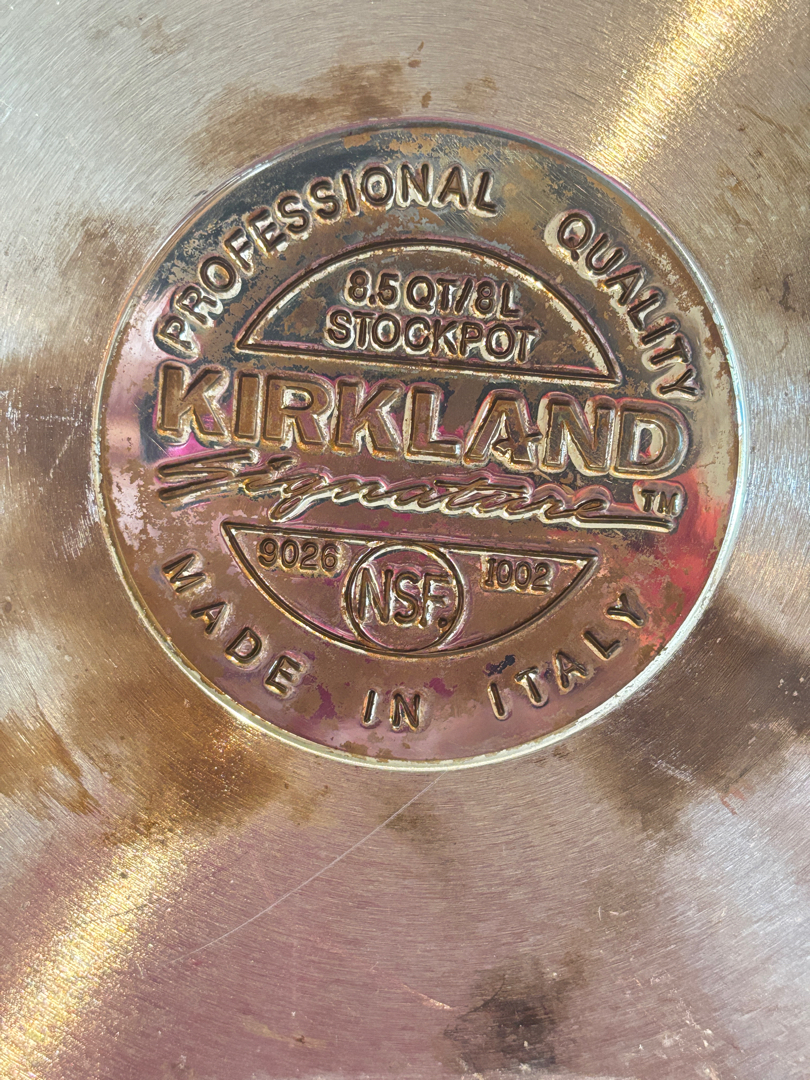 PROFESSIONAL QUALITY
8.5 QT/8L
STOCKPOT
KIRKLAND
Signature™
9026 NSF. 1002
MADE IN ITALY